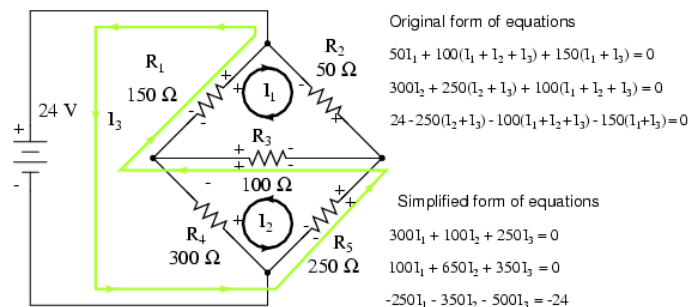 Original form of equations
50I₁ + 100(I₁ + I₂ + I₃) + 150(I₁ + I₃) = 0
300I₂ + 250(I₂ + I₃) + 100(I₁ + I₂ + I₃) = 0
24 - 250(I₂+I₃) - 100(I₁+I₂+I₃) - 150(I₁+I₃) = 0
R₁
150 Ω
R₂
50 Ω
+ + -
- - +
I₁
24 V
+
-
I₃
R₃
+ -
+ -
100 Ω
- + +
+ - -
I₂
R₄
300 Ω
R₅
250 Ω
Simplified form of equations
300I₁ + 100I₂ + 250I₃ = 0
100I₁ + 650I₂ + 350I₃ = 0
-250I₁ - 350I₂ - 500I₃ = -24